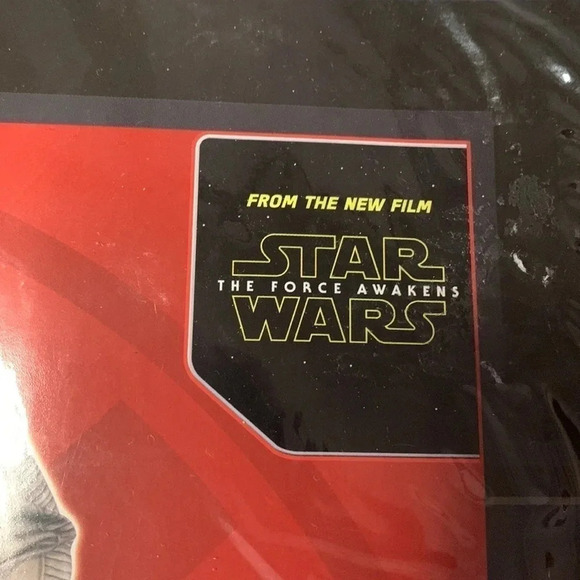 FROM THE NEW FILM
STAR
THE FORCE AWAKENS
WARS